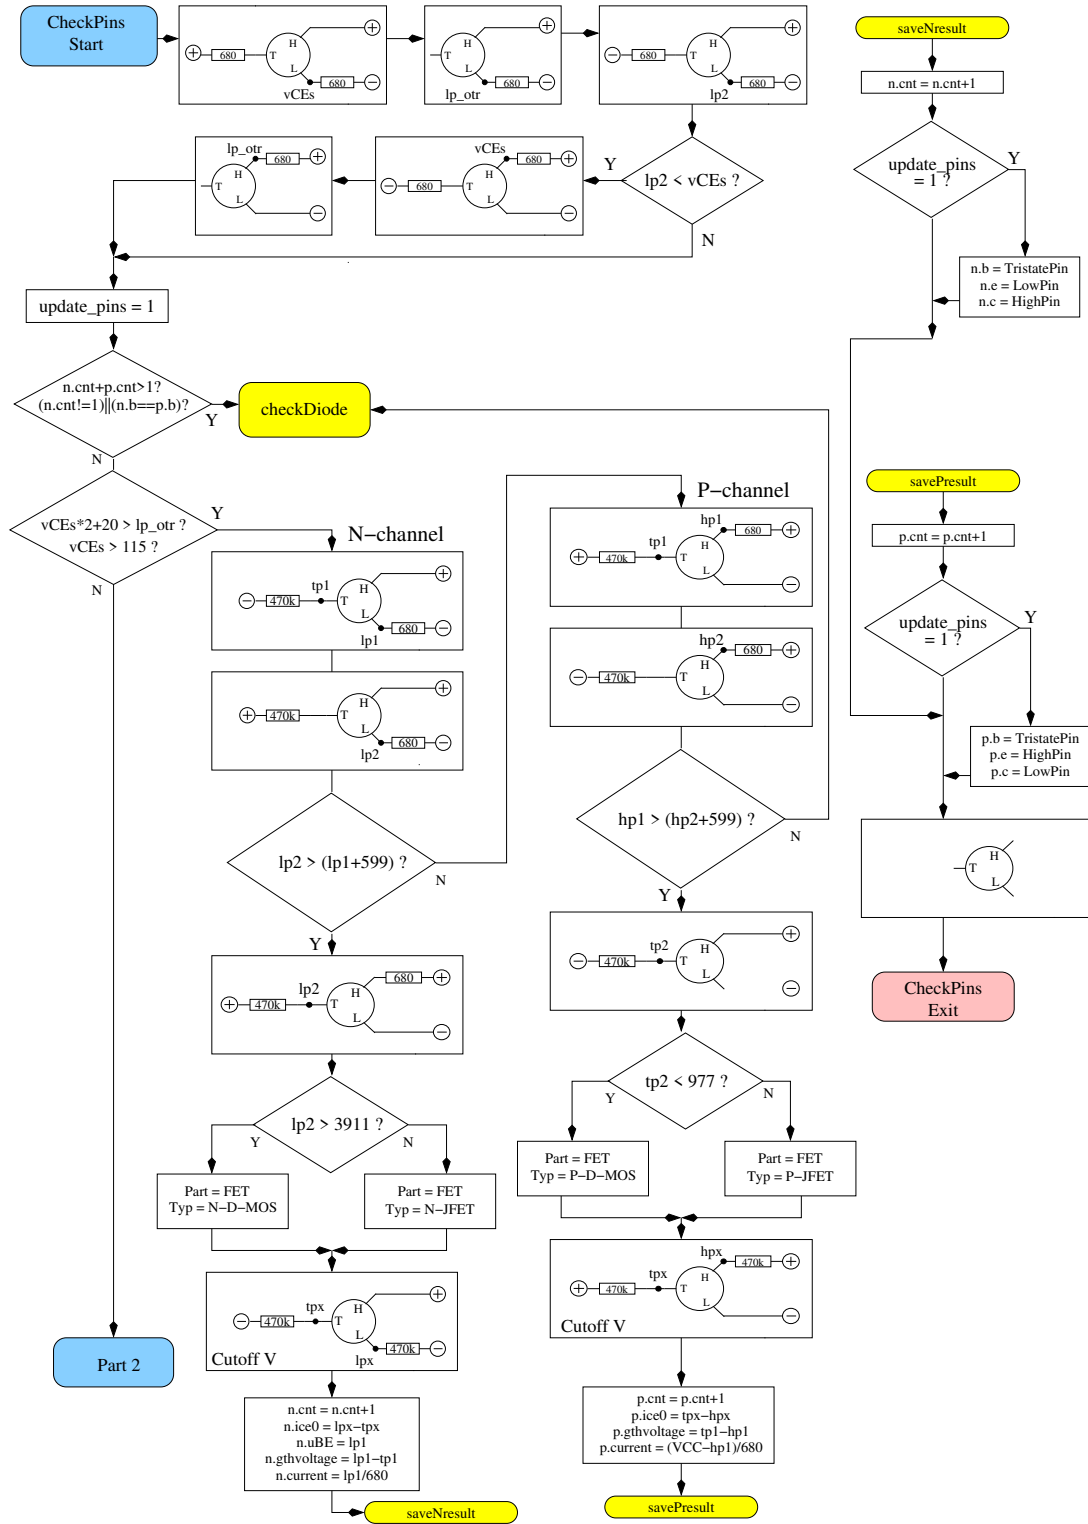 CheckPins
Start
T
H
L
680
680
vCEs
T
H
L
680
lp_otr
T
H
L
680
680
lp2
saveNresult
n.cnt = n.cnt+1
update_pins
= 1 ?
Y
n.b = TristatePin
n.e = LowPin
n.c = HighPin
lp_otr
680
T
H
L
vCEs
680
680
T
H
L
Y
lp2 < vCEs ?
N
update_pins = 1
n.cnt+p.cnt>1?
(n.cnt!=1)||(n.b==p.b)?
Y
N
checkDiode
vCEs*2+20 > lp_otr ?
vCEs > 115 ?
Y
N
N−channel
tp1
470k
T
H
L
680
lp1
470k
T
H
L
680
lp2
lp2 > (lp1+599) ?
N
Y
lp2
470k
T
H
L
680
lp2 > 3911 ?
Y
N
Part = FET
Typ = N−D−MOS
Part = FET
Typ = N−JFET
tpx
470k
T
H
L
470k
lpx
Cutoff V
n.cnt = n.cnt+1
n.ice0 = lpx−tpx
n.uBE = lp1
n.gthvoltage = lp1−tp1
n.current = lp1/680
saveNresult
Part 2
P−channel
hp1
680
tp1
470k
T
H
L
hp2
680
470k
T
H
L
hp1 > (hp2+599) ?
N
Y
tp2
470k
T
H
L
tp2 < 977 ?
Y
N
Part = FET
Typ = P−D−MOS
Part = FET
Typ = P−JFET
hpx
470k
tpx
470k
T
H
L
Cutoff V
p.cnt = p.cnt+1
p.ice0 = tpx−hpx
p.gthvoltage = tp1−hp1
p.current = (VCC−hp1)/680
savePresult
savePresult
p.cnt = p.cnt+1
update_pins
= 1 ?
Y
p.b = TristatePin
p.e = HighPin
p.c = LowPin
T
H
L
CheckPins
Exit